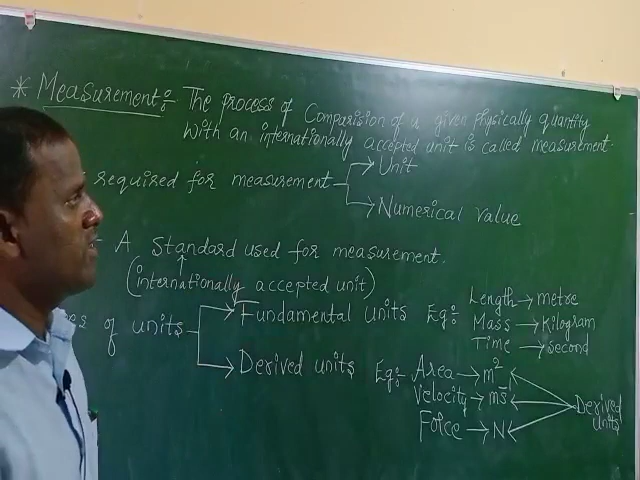 * Measurement :- The process of Comparision of a given physically quantity
With an internationally accepted unit is called measurement.
required for measurement → Unit
→ Numerical value
- A Standard used for measurement.
(internationally accepted unit)
of units → Fundamental units Eg:- Length → metre
Mass → Kilogram
Time → Second
→ Derived units Eg:- Area → m²
Velocity → ms⁻
Force → N
Derived units